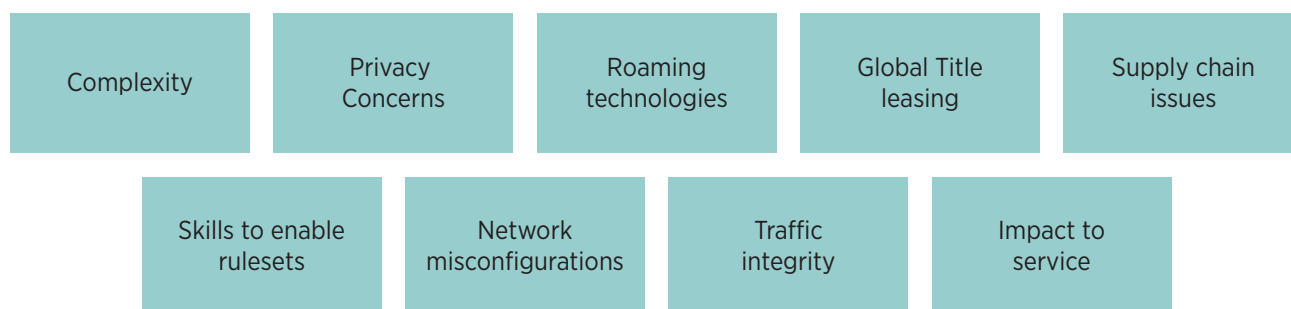 Complexity
Privacy
Concerns
Roaming
technologies
Global Title
leasing
Supply chain
issues
Skills to enable
rulesets
Network
misconfigurations
Traffic
integrity
Impact to
service